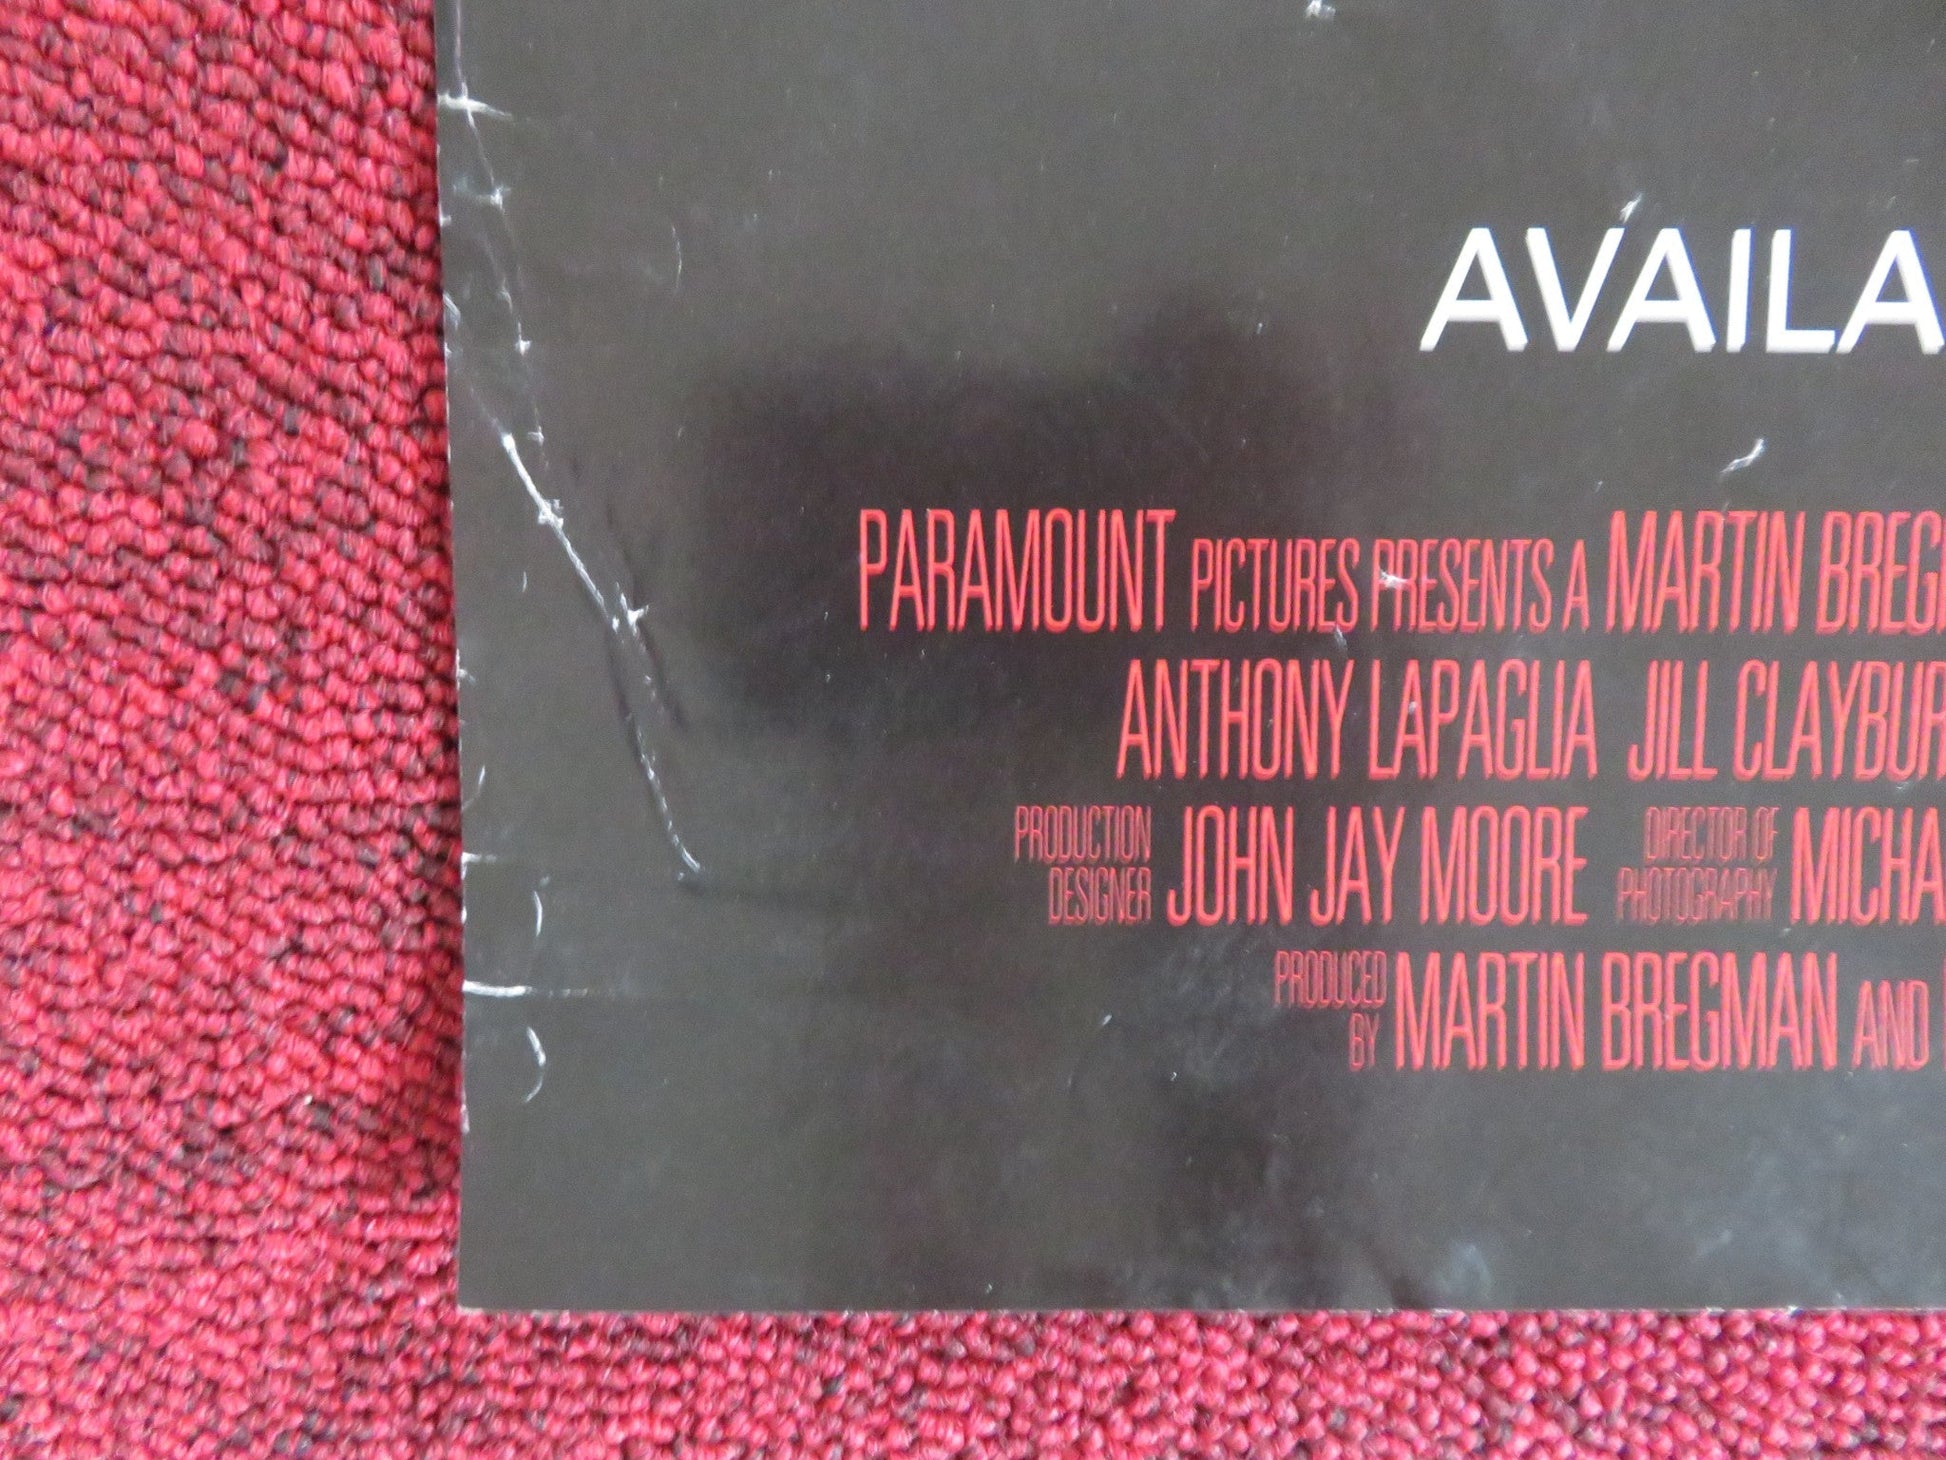 AVAILA
PARAMOUNT PICTURES PRESENTS A MARTIN BREG
ANTHONY LAPAGLIA JILL CLAYBUR
PRODUCTION DESIGNER JOHN JAY MOORE DIRECTOR OF PHOTOGRAPHY MICHA
PRODUCED BY MARTIN BREGMAN AND